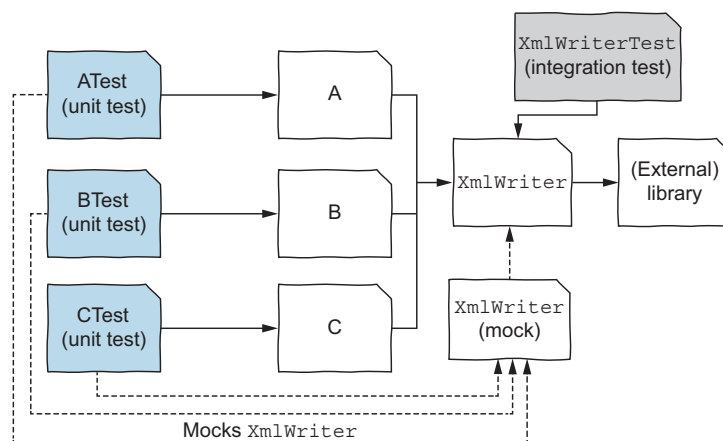 XmlWriterTest
(integration test)
ATest
(unit test)
A
BTest
(unit test)
B
XmlWriter
(External)
library
CTest
(unit test)
C
XmlWriter
(mock)
Mocks XmlWriter